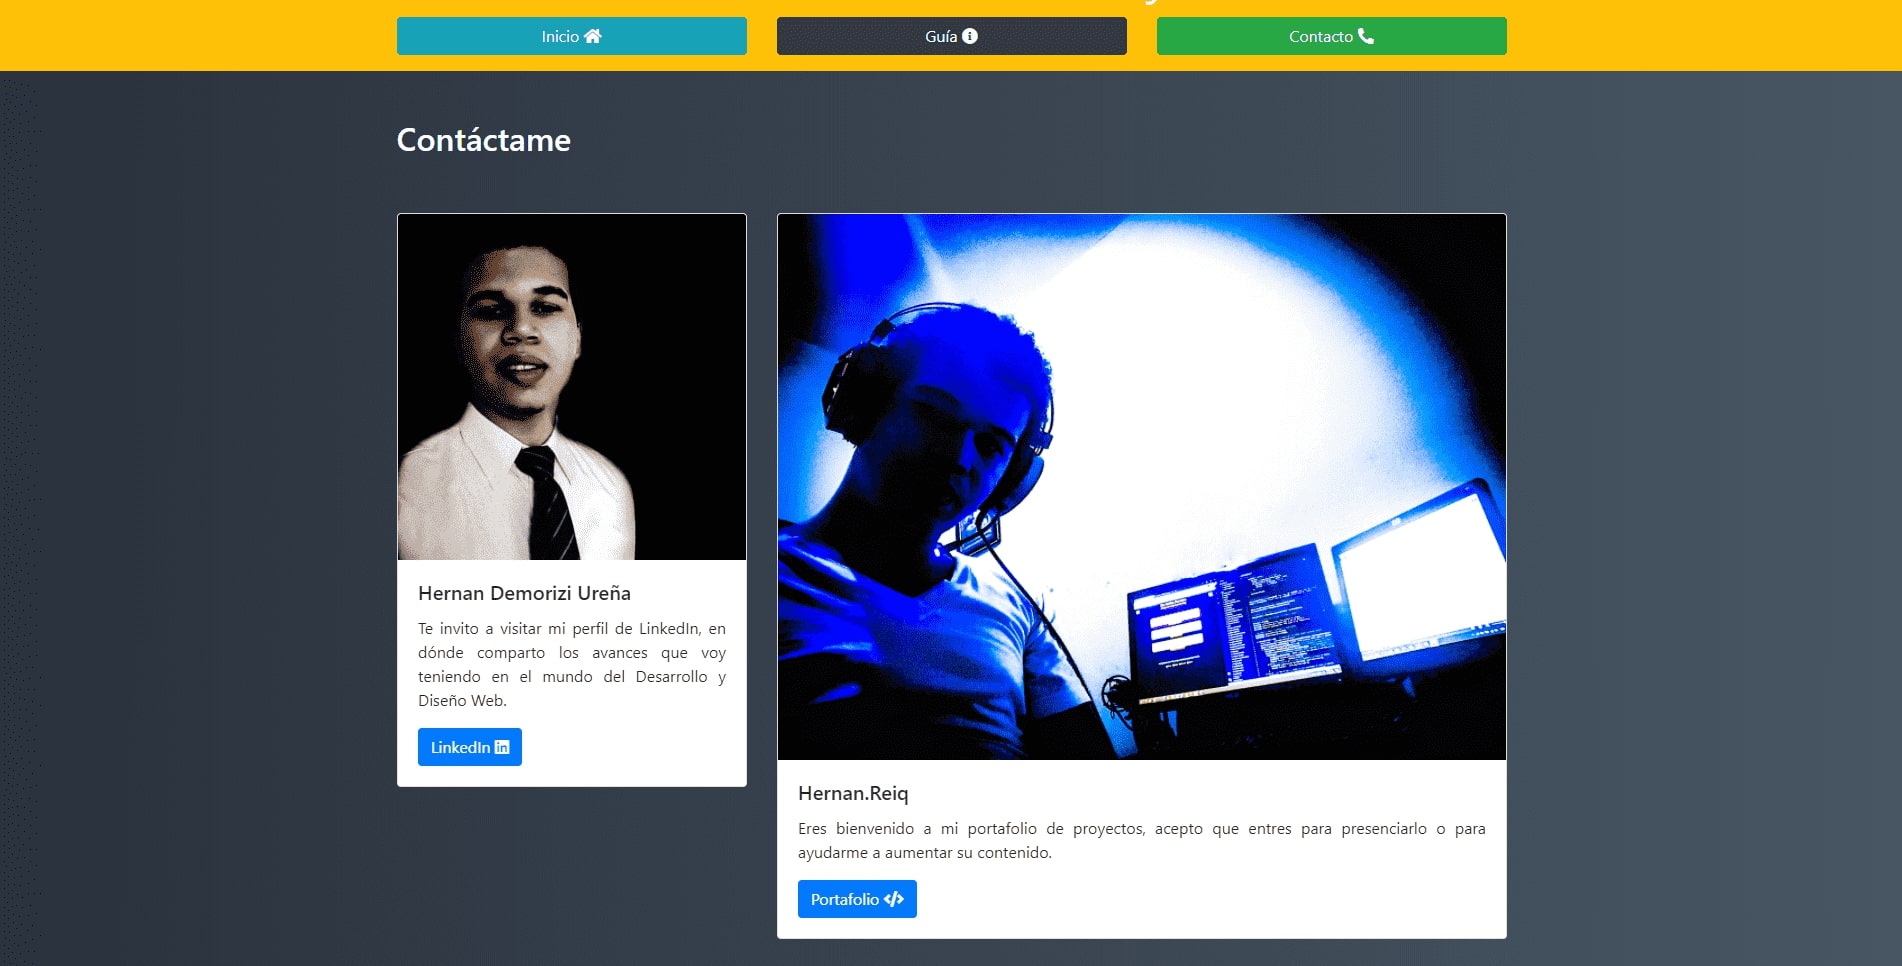 Inicio
Guía
Contacto
Contáctame
Hernan Demorizi Ureña
Te invito a visitar mi perfil de LinkedIn, en
dónde comparto los avances que voy
teniendo en el mundo del Desarrollo y
Diseño Web.
LinkedIn
Hernan.Reiq
Eres bienvenido a mi portafolio de proyectos, acepto que entres para presenciarlo o para
ayudarme a aumentar su contenido.
Portafolio